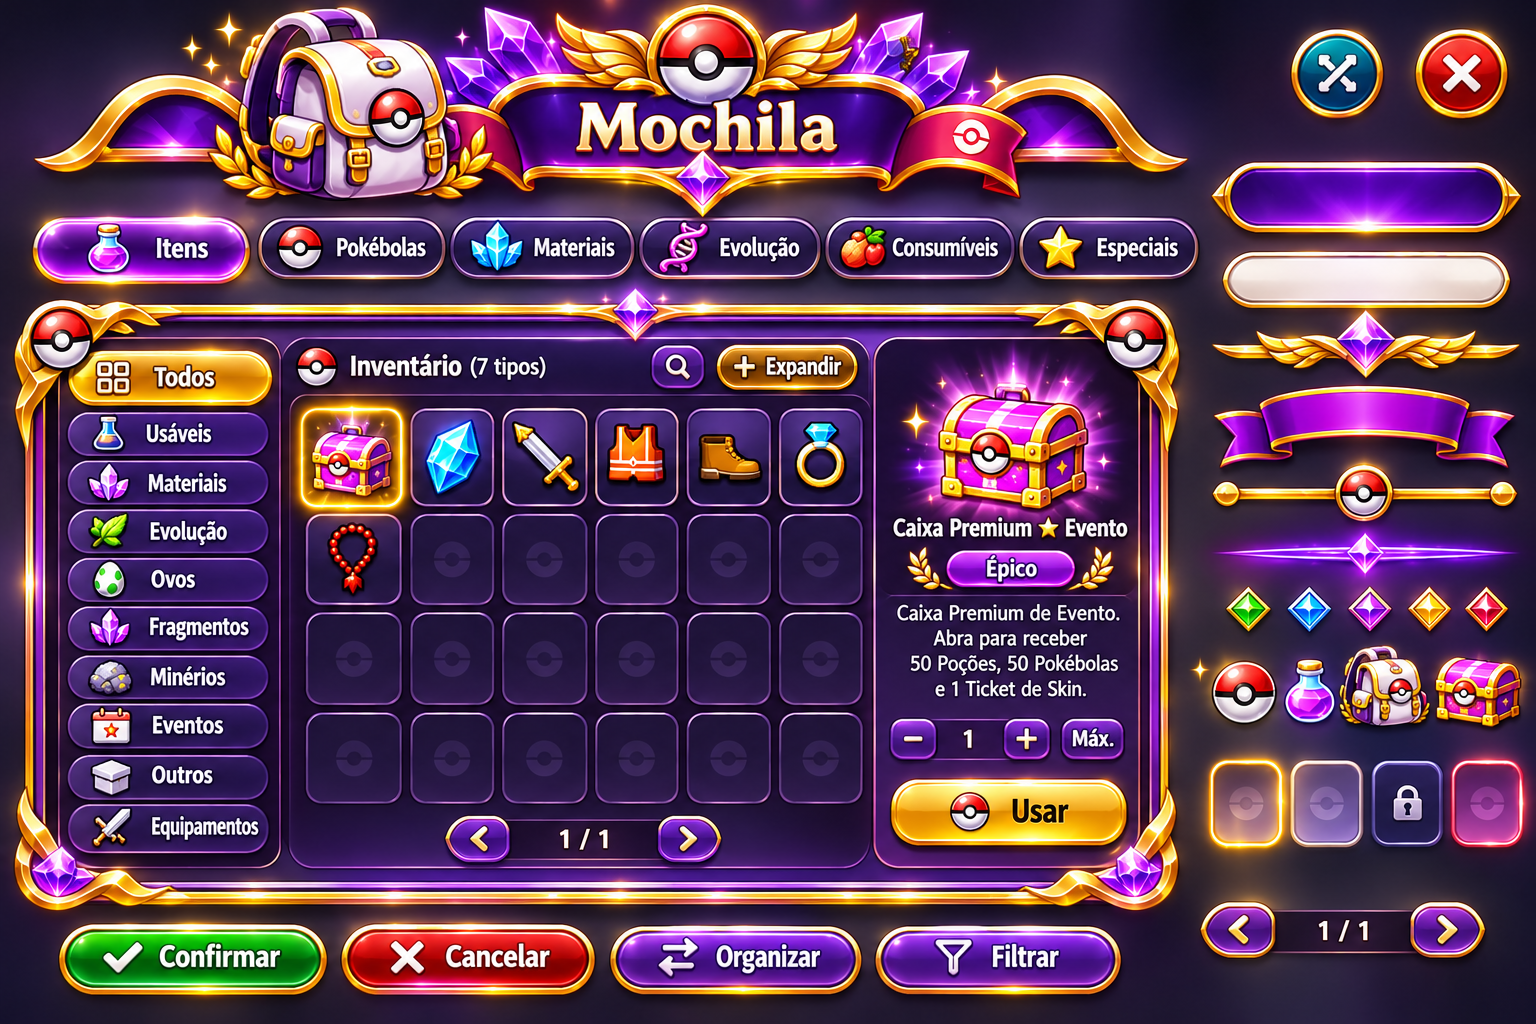 Mochila
Itens
Pokébolas
Materiais
Evolução
Consumíveis
Especiais
Todos
Usáveis
Materiais
Evolução
Ovos
Fragmentos
Minérios
Eventos
Outros
Equipamentos
Inventário (7 tipos)
Expandir
1 / 1
Caixa Premium ★ Evento
Épico
Caixa Premium de Evento.
Abra para receber
50 Poções, 50 Pokébolas
e 1 Ticket de Skin.
− 1 + Máx.
Usar
Confirmar
Cancelar
Organizar
Filtrar
1 / 1